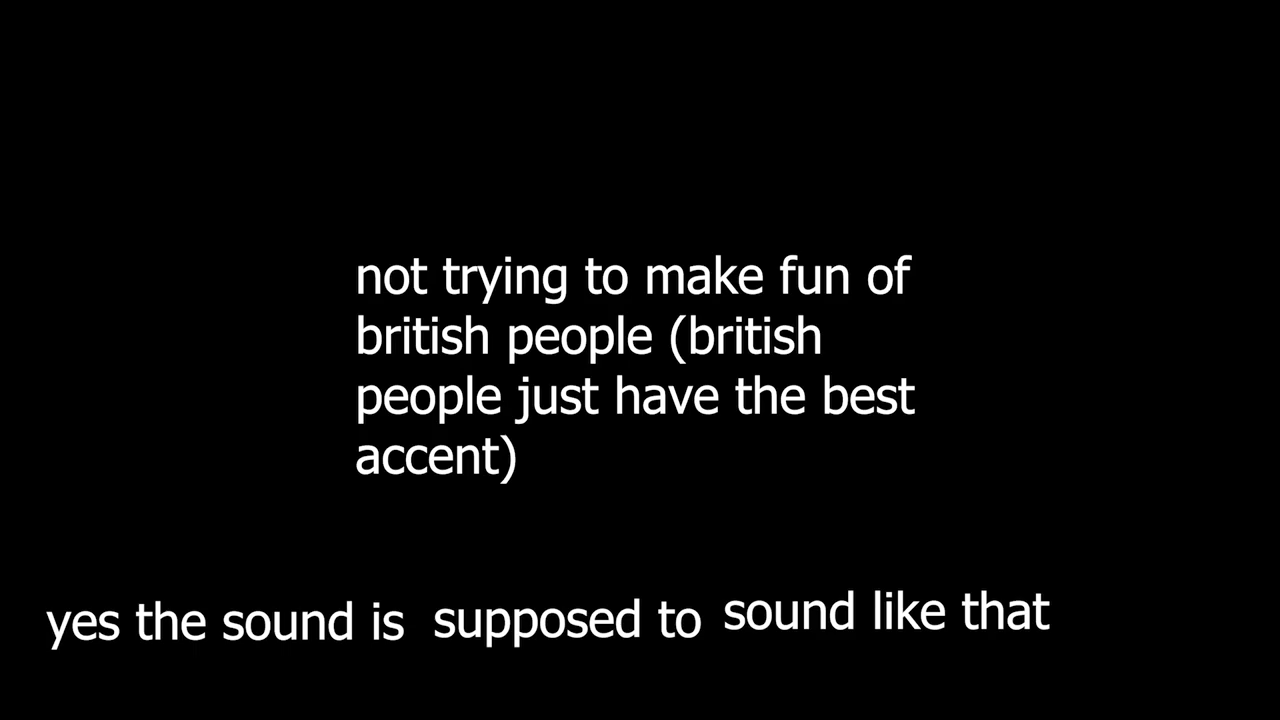 not trying to make fun of
british people (british
people just have the best
accent)
yes the sound is supposed to sound like that